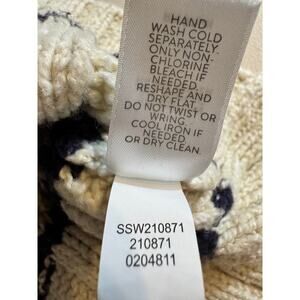 HAND
WASH COLD
SEPARATELY.
ONLY NON-
CHLORINE
BLEACH IF
NEEDED.
RESHAPE AND
DRY FLAT.
DO NOT TWIST OR
WRING.
COOL IRON IF
NEEDED
OR DRY CLEAN.
SSW210871
210871
0204811